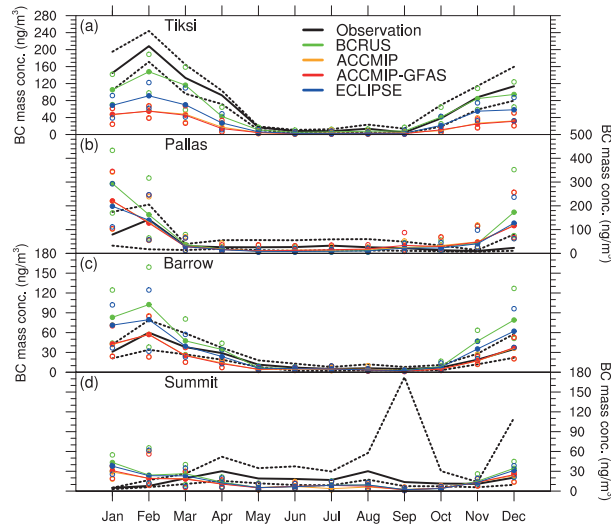 (a) Tiksi
Observation
BCRUS
ACCMIP
ACCMIP-GFAS
ECLIPSE
BC mass conc. (ng/m³)
280
240
200
160
120
80
40
0
(b) Pallas
BC mass conc. (ng/m³)
500
400
300
200
100
0
(c) Barrow
BC mass conc. (ng/m³)
180
150
120
90
60
30
0
(d) Summit
BC mass conc. (ng/m³)
180
150
120
90
60
30
0
Jan Feb Mar Apr May Jun Jul Aug Sep Oct Nov Dec